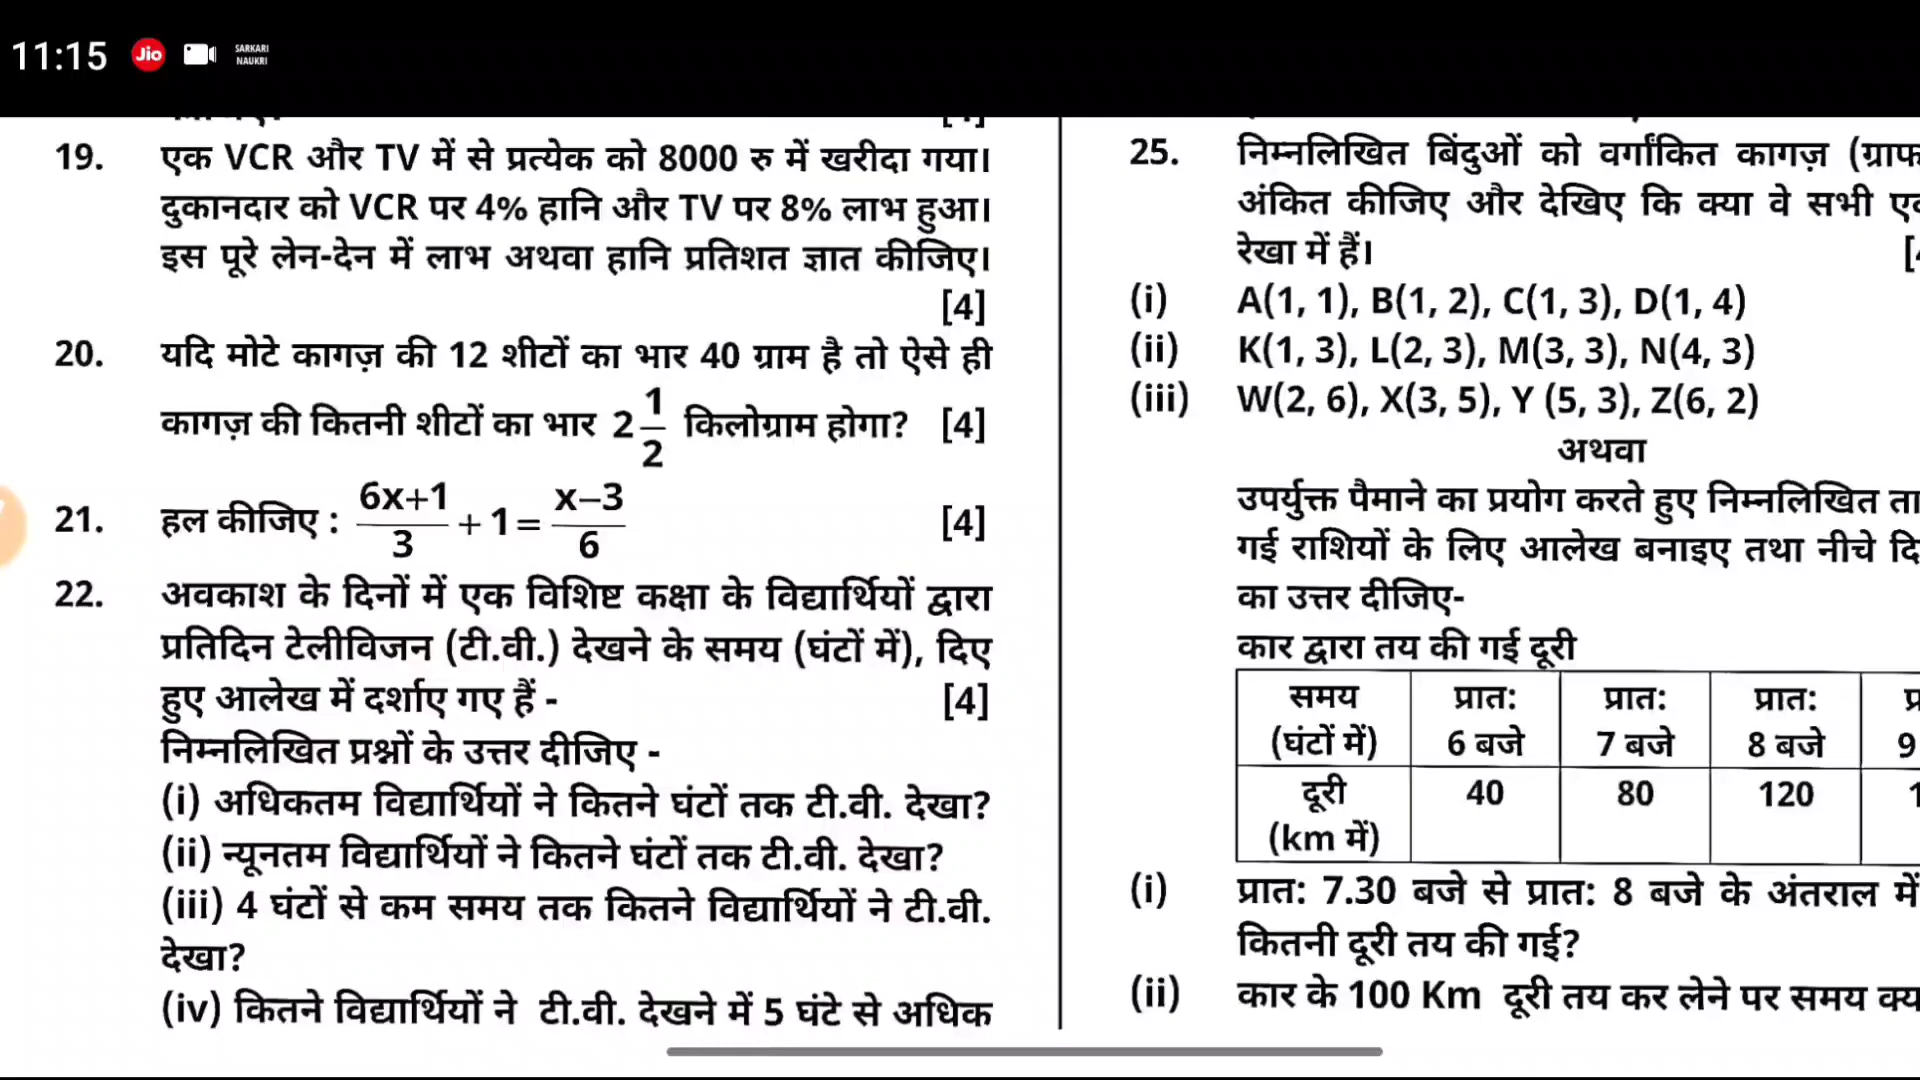 11:15 Jio SARKARI
NAUKRI
19. एक VCR और TV में से प्रत्येक को 8000 रु में खरीदा गया।
दुकानदार को VCR पर 4% हानि और TV पर 8% लाभ हुआ।
इस पूरे लेन-देन में लाभ अथवा हानि प्रतिशत ज्ञात कीजिए।
[4]
20. यदि मोटे कागज़ की 12 शीटों का भार 40 ग्राम है तो ऐसे ही
कागज़ की कितनी शीटों का भार 2 1/2 किलोग्राम होगा? [4]
21. हल कीजिए : (6x+1)/3 + 1 = (x–3)/6 [4]
22. अवकाश के दिनों में एक विशिष्ट कक्षा के विद्यार्थियों द्वारा
प्रतिदिन टेलीविजन (टी.वी.) देखने के समय (घंटों में), दिए
हुए आलेख में दर्शाए गए हैं - [4]
निम्नलिखित प्रश्नों के उत्तर दीजिए -
(i) अधिकतम विद्यार्थियों ने कितने घंटों तक टी.वी. देखा?
(ii) न्यूनतम विद्यार्थियों ने कितने घंटों तक टी.वी. देखा?
(iii) 4 घंटों से कम समय तक कितने विद्यार्थियों ने टी.वी.
देखा?
(iv) कितने विद्यार्थियों ने टी.वी. देखने में 5 घंटे से अधिक
25. निम्नलिखित बिंदुओं को वर्गांकित कागज़
अंकित कीजिए और देखिए कि क्या वे सभी
रेखा में हैं।
(i) A(1, 1), B(1, 2), C(1, 3), D(1, 4)
(ii) K(1, 3), L(2, 3), M(3, 3), N(4, 3)
(iii) W(2, 6), X(3, 5), Y (5, 3), Z(6, 2)
अथवा
उपर्युक्त पैमाने का प्रयोग करते हुए निम्नलिखित
गई राशियों के लिए आलेख बनाइए तथा नीचे
का उत्तर दीजिए-
कार द्वारा तय की गई दूरी
समय प्रात: प्रात: प्रात:
(घंटों में) 6 बजे 7 बजे 8 बजे 9
दूरी 40 80 120
(km में)
(i) प्रात: 7.30 बजे से प्रात: 8 बजे के अंतराल में
कितनी दूरी तय की गई?
(ii) कार के 100 Km दूरी तय कर लेने पर समय